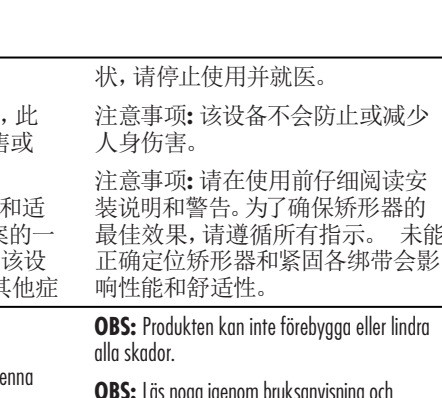 状，请停止使用并就医。
注意事项: 该设备不会防止或减少
人身伤害。
注意事项: 请在使用前仔细阅读安
装说明和警告。为了确保矫形器的
最佳效果，请遵循所有指示。 未能
正确定位矫形器和紧固各绑带会影
响性能和舒适性。
，此
害或
和适
案的一
该设
其他症
OBS: Produkten kan inte förebygga eller lindra
alla skador.
OBS: Läs noga igenom bruksanvisning och
enna